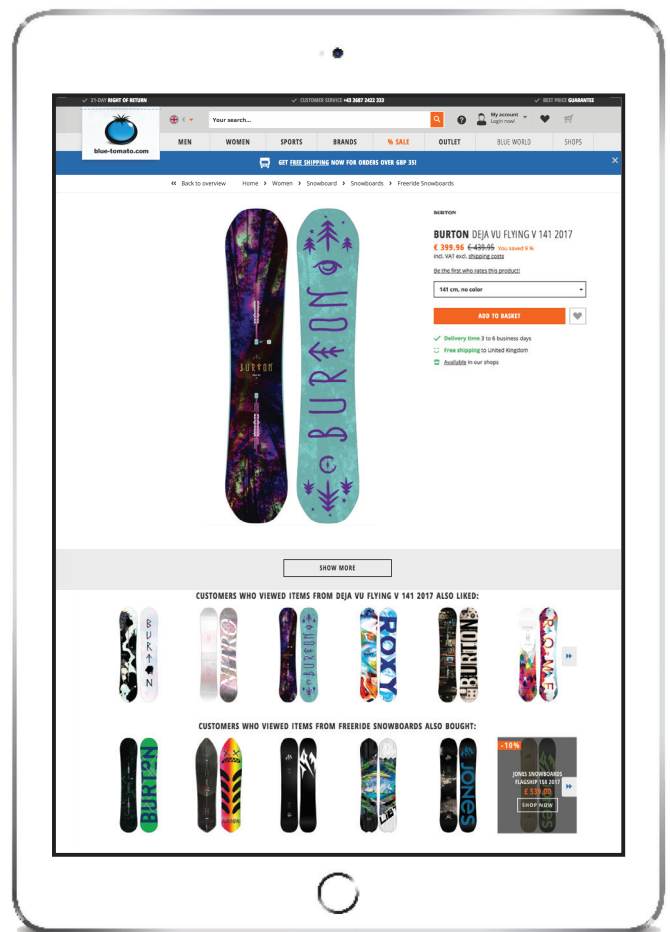 21-DAY RIGHT OF RETURN
CUSTOMER SERVICE +43 3687 2422 333
BEST PRICE GUARANTEE
blue-tomato.com
€
Your search...
?
My account
Login now!
MEN WOMEN SPORTS BRANDS % SALE OUTLET BLUE WORLD SHOPS
GET FREE SHIPPING NOW FOR ORDERS OVER GBP 35!
« Back to overview Home > Women > Snowboard > Snowboards > Freeride Snowboards
BURTON
BURTON DEJA VU FLYING V 141 2017
€ 399.96 € 439.95 You saved 9 %
incl. VAT excl. shipping costs
Be the first who rates this product!
141 cm, no color
ADD TO BASKET
Delivery time 3 to 6 business days
Free shipping to United Kingdom
Available in our shops
BURTON
BURTON
SHOW MORE
CUSTOMERS WHO VIEWED ITEMS FROM DEJA VU FLYING V 141 2017 ALSO LIKED:
BURTON
NITRO
BURTON
ROXY
BURTON
ROME
CUSTOMERS WHO VIEWED ITEMS FROM FREERIDE SNOWBOARDS ALSO BOUGHT:
BURTON
LIB
JONES
-10%
JONES SNOWBOARDS
FLAGSHIP 158 2017
£ 539.00
SHOP NOW